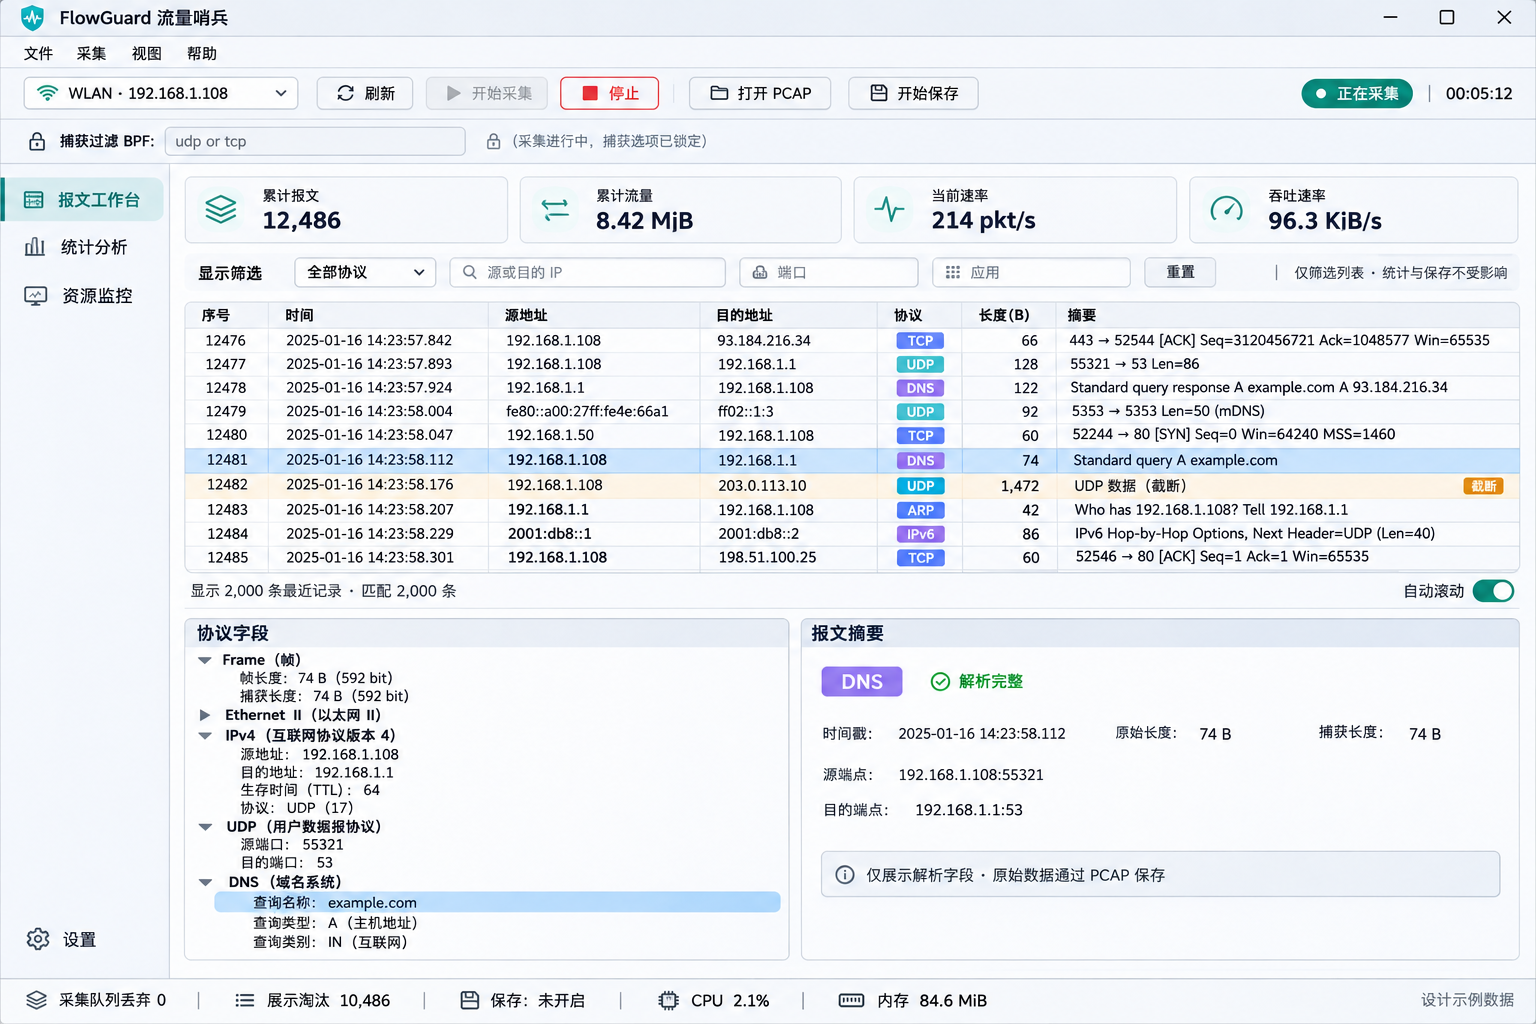 FlowGuard 流量哨兵
文件 采集 视图 帮助
WLAN · 192.168.1.108 刷新 开始采集 停止 打开 PCAP 开始保存 正在采集 | 00:05:12
捕获过滤 BPF: udp or tcp (采集进行中，捕获选项已锁定)
报文工作台
统计分析
资源监控
设置
累计报文
12,486
累计流量
8.42 MjB
当前速率
214 pkt/s
吞吐速率
96.3 KiB/s
显示筛选 全部协议 源或目的 IP 端口 应用 重置 | 仅筛选列表 · 统计与保存不受影响
序号 时间 源地址 目的地址 协议 长度(B) 摘要
12476 2025-01-16 14:23:57.842 192.168.1.108 93.184.216.34 TCP 66 443 → 52544 [ACK] Seq=3120456721 Ack=1048577 Win=65535
12477 2025-01-16 14:23:57.893 192.168.1.108 192.168.1.1 UDP 128 55321 → 53 Len=86
12478 2025-01-16 14:23:57.924 192.168.1.1 192.168.1.108 DNS 122 Standard query response A example.com A 93.184.216.34
12479 2025-01-16 14:23:58.004 fe80::a00:27ff:fe4e:66a1 ff02::1:3 UDP 92 5353 → 5353 Len=50 (mDNS)
12480 2025-01-16 14:23:58.047 192.168.1.50 192.168.1.108 TCP 60 52244 → 80 [SYN] Seq=0 Win=64240 MSS=1460
12481 2025-01-16 14:23:58.112 192.168.1.108 192.168.1.1 DNS 74 Standard query A example.com
12482 2025-01-16 14:23:58.176 192.168.1.108 203.0.113.10 UDP 1,472 UDP 数据（截断） 截断
12483 2025-01-16 14:23:58.207 192.168.1.1 192.168.1.108 ARP 42 Who has 192.168.1.108? Tell 192.168.1.1
12484 2025-01-16 14:23:58.229 2001:db8::1 2001:db8::2 IPv6 86 IPv6 Hop-by-Hop Options, Next Header=UDP (Len=40)
12485 2025-01-16 14:23:58.301 192.168.1.108 198.51.100.25 TCP 60 52546 → 80 [ACK] Seq=1 Ack=1 Win=65535
显示 2,000 条最近记录 · 匹配 2,000 条 自动滚动
协议字段
Frame（帧）
帧长度: 74 B（592 bit）
捕获长度: 74 B（592 bit）
Ethernet II（以太网 II）
IPv4（互联网协议版本 4）
源地址: 192.168.1.108
目的地址: 192.168.1.1
生存时间（TTL）: 64
协议: UDP（17）
UDP（用户数据报协议）
源端口: 55321
目的端口: 53
DNS（域名系统）
查询名称: example.com
查询类型: A（主机地址）
查询类别: IN（互联网）
报文摘要
DNS 解析完整
时间戳: 2025-01-16 14:23:58.112 原始长度: 74 B 捕获长度: 74 B
源端点: 192.168.1.108:55321
目的端点: 192.168.1.1:53
仅展示解析字段 · 原始数据通过 PCAP 保存
采集队列丢弃 0 | 展示淘汰 10,486 | 保存: 未开启 | CPU 2.1% | 内存 84.6 MiB 设计示例数据